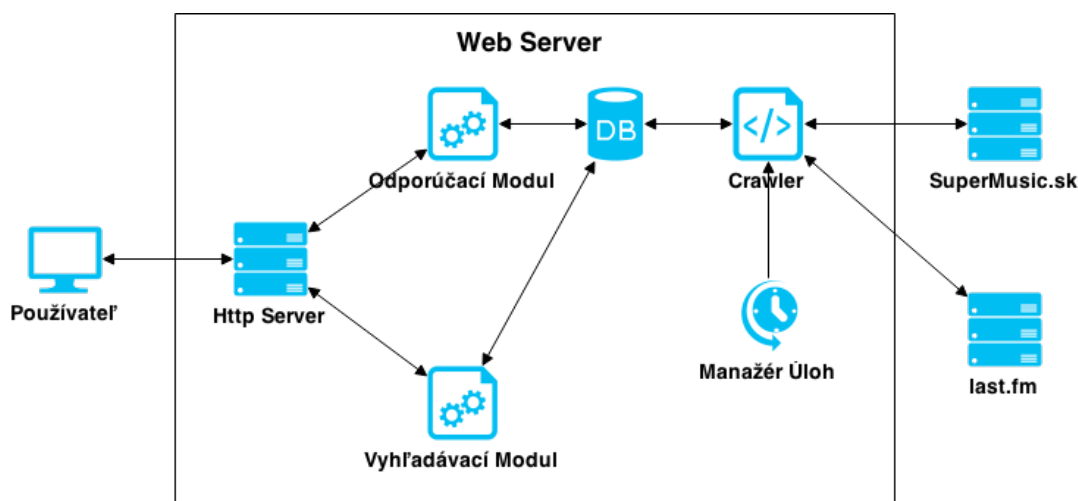 Web Server
DB
Odporúčací Modul
Crawler
SuperMusic.sk
Používateľ
Http Server
Manažér Úloh
last.fm
Vyhľadávací Modul